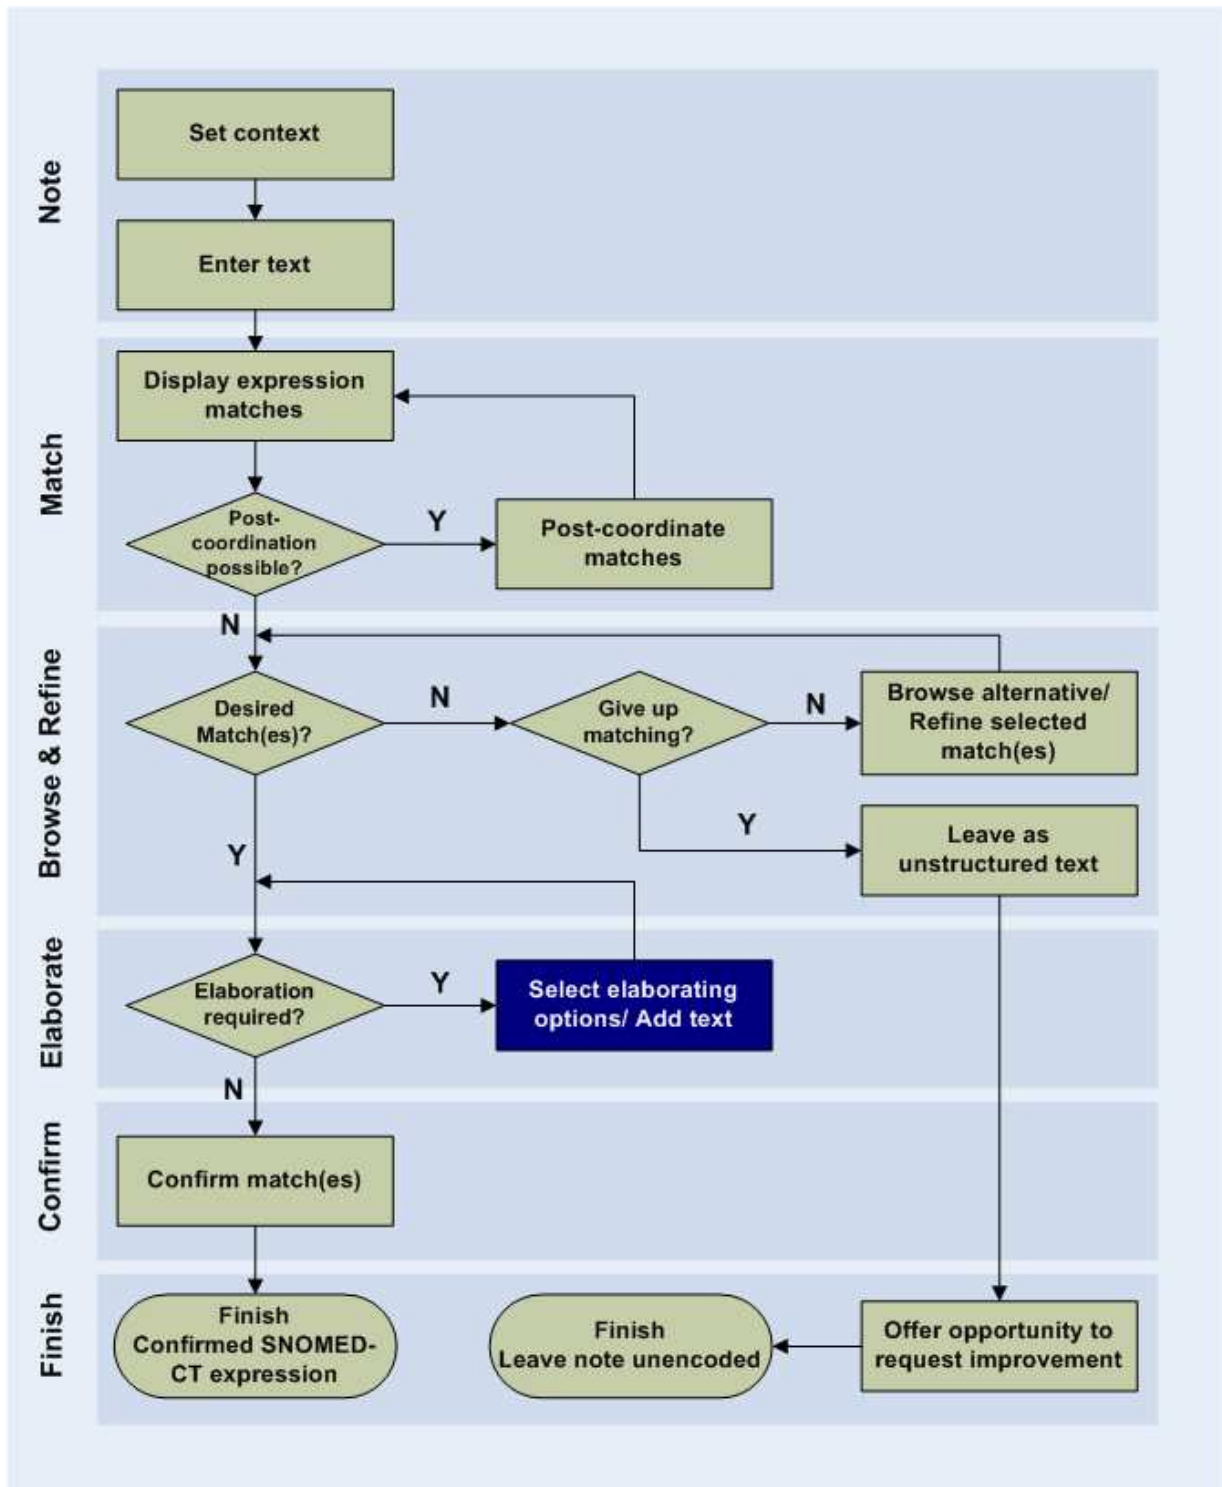 Note
Set context
Enter text
Match
Display expression
matches
Post-
coordination
possible?
Y
Post-coordinate
matches
N
Browse & Refine
Desired
Match(es)?
N
Give up
matching?
N
Browse alternative/
Refine selected
match(es)
Y
Y
Leave as
unstructured text
Elaborate
Elaboration
required?
Y
Select elaborating
options/ Add text
N
Confirm
Confirm match(es)
Finish
Finish
Confirmed SNOMED-
CT expression
Finish
Leave note unencoded
Offer opportunity to
request improvement